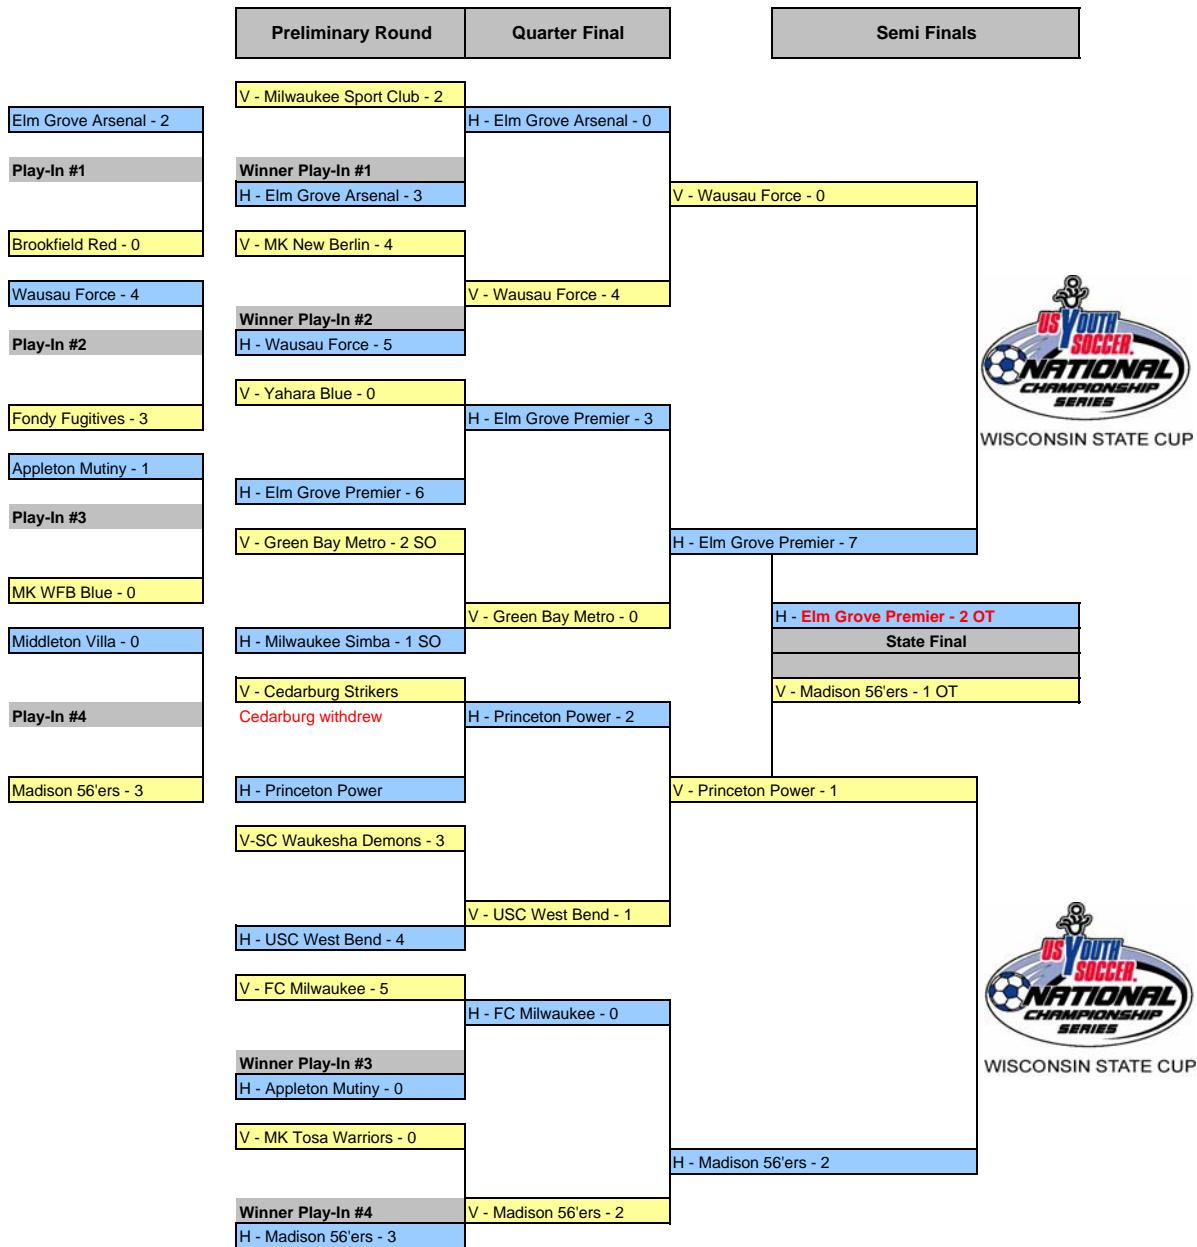 Preliminary Round
Quarter Final
Semi Finals
V - Milwaukee Sport Club - 2
Elm Grove Arsenal - 2
H - Elm Grove Arsenal - 0
Play-In #1
Winner Play-In #1
H - Elm Grove Arsenal - 3
V - Wausau Force - 0
Brookfield Red - 0
V - MK New Berlin - 4
Wausau Force - 4
V - Wausau Force - 4
Winner Play-In #2
Play-In #2
H - Wausau Force - 5
US YOUTH
SOCCER.
NATIONAL
CHAMPIONSHIP
SERIES
WISCONSIN STATE CUP
V - Yahara Blue - 0
Fondy Fugitives - 3
H - Elm Grove Premier - 3
Appleton Mutiny - 1
H - Elm Grove Premier - 6
Play-In #3
V - Green Bay Metro - 2 SO
H - Elm Grove Premier - 7
MK WFB Blue - 0
V - Green Bay Metro - 0
H - Elm Grove Premier - 2 OT
Middleton Villa - 0
H - Milwaukee Simba - 1 SO
State Final
V - Cedarburg Strikers
V - Madison 56'ers - 1 OT
Play-In #4
Cedarburg withdrew
H - Princeton Power - 2
Madison 56'ers - 3
H - Princeton Power
V - Princeton Power - 1
V-SC Waukesha Demons - 3
V - USC West Bend - 1
H - USC West Bend - 4
V - FC Milwaukee - 5
H - FC Milwaukee - 0
US YOUTH
SOCCER.
NATIONAL
CHAMPIONSHIP
SERIES
WISCONSIN STATE CUP
Winner Play-In #3
H - Appleton Mutiny - 0
V - MK Tosa Warriors - 0
H - Madison 56'ers - 2
Winner Play-In #4
V - Madison 56'ers - 2
H - Madison 56'ers - 3